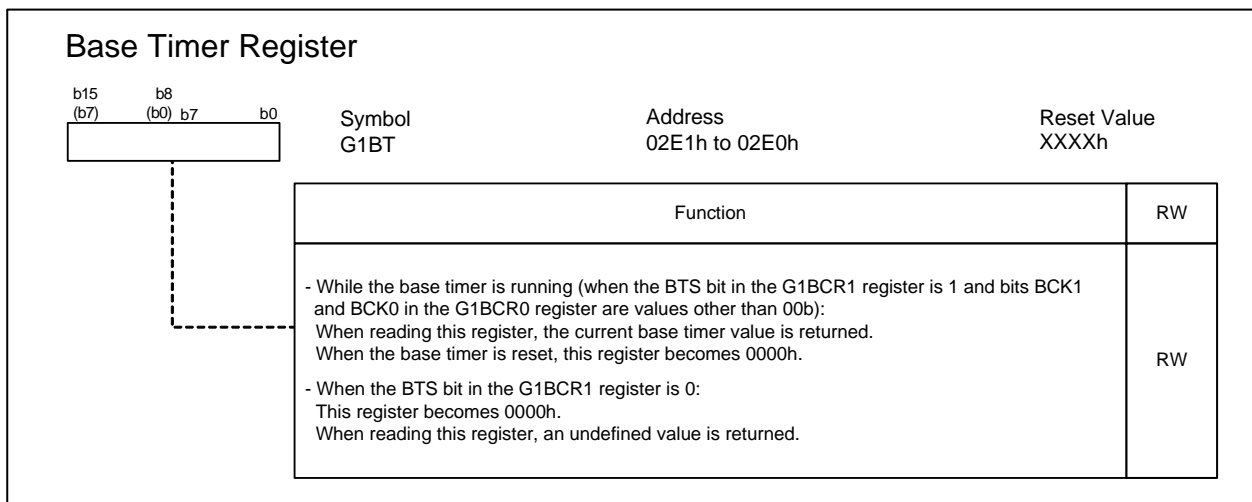 Base Timer Register
b15 b8
(b7) (b0) b7 b0
Symbol Address Reset Value
G1BT 02E1h to 02E0h XXXXh
Function RW
- While the base timer is running (when the BTS bit in the G1BCR1 register is 1 and bits BCK1
and BCK0 in the G1BCR0 register are values other than 00b):
When reading this register, the current base timer value is returned.
When the base timer is reset, this register becomes 0000h.
RW
- When the BTS bit in the G1BCR1 register is 0:
This register becomes 0000h.
When reading this register, an undefined value is returned.